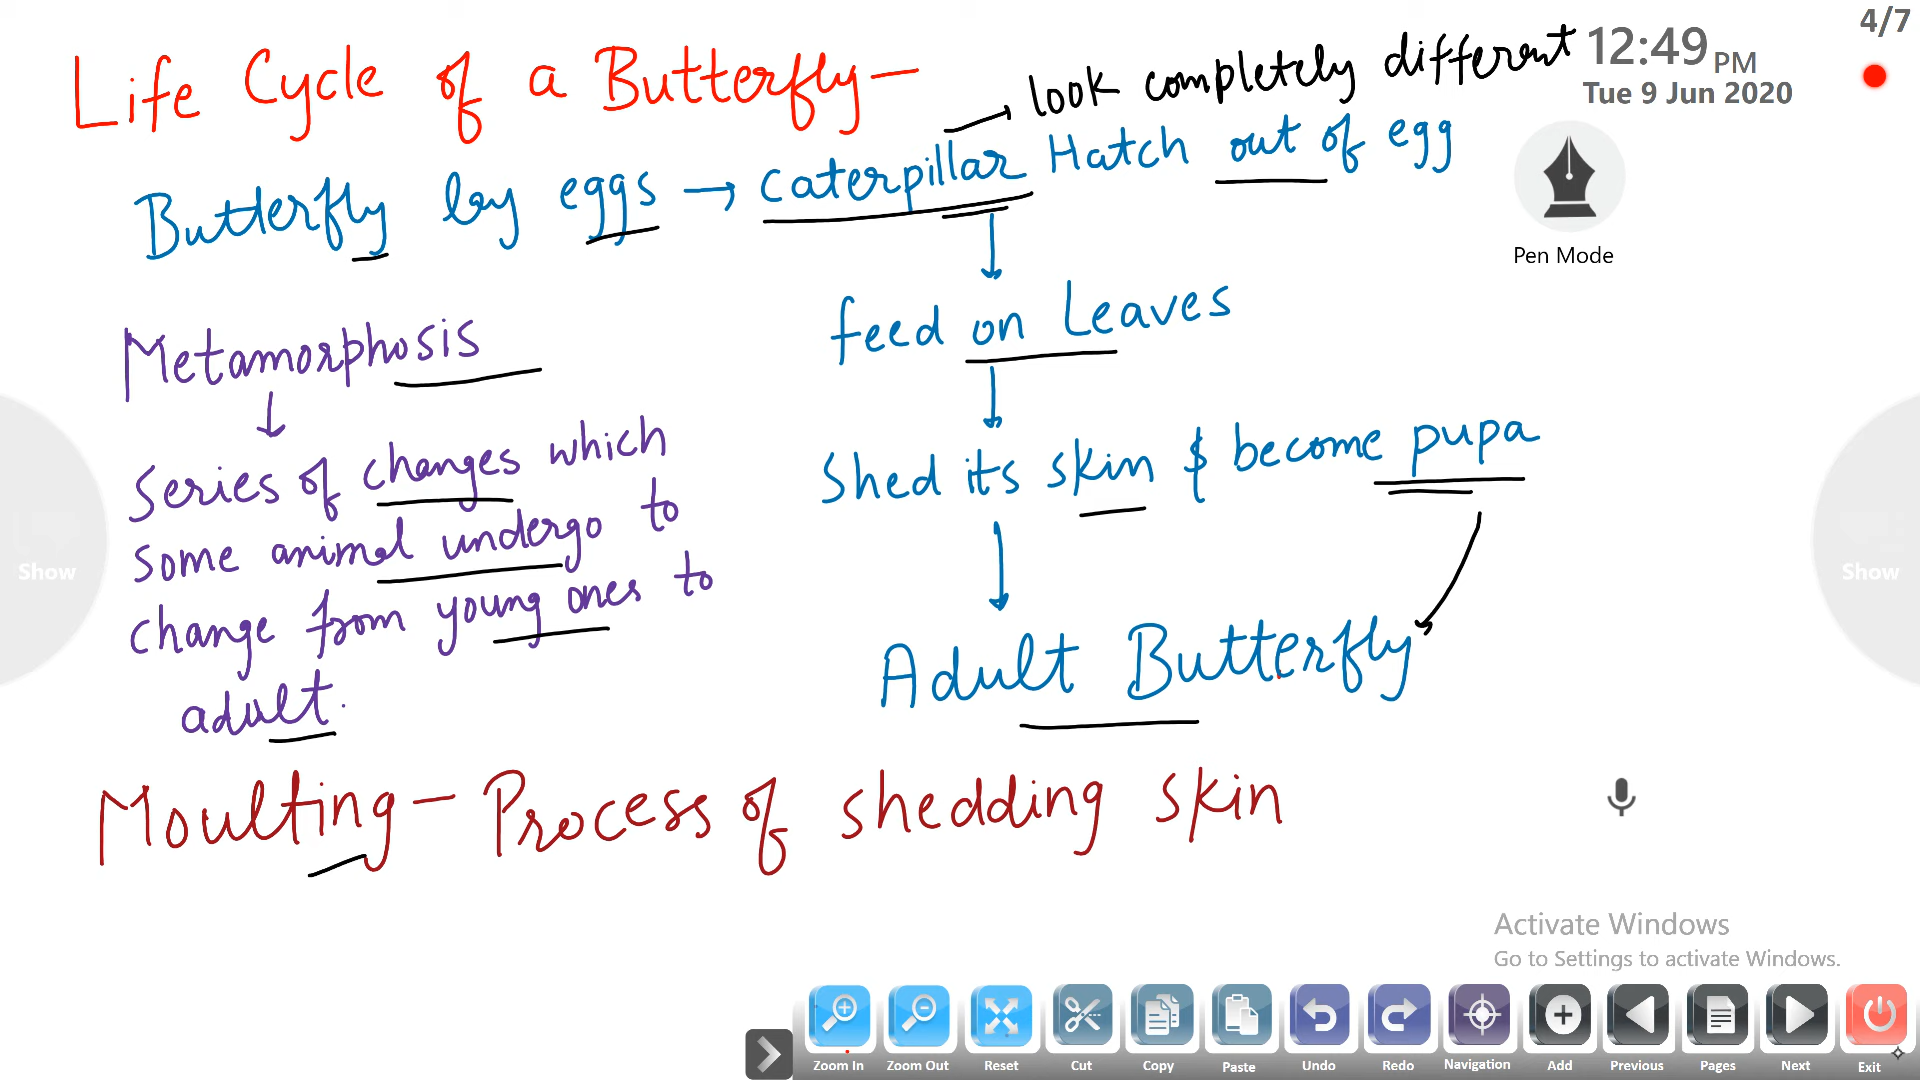 4/7
12:49 PM
Tue 9 Jun 2020
Life Cycle of a Butterfly—
look completely different
Butterfly lay eggs → caterpillar Hatch out of egg
Pen Mode
feed on Leaves
Metamorphosis
↓
Series of changes which
some animal undergo to
change from young ones to
adult.
Shed its skin & become pupa
Adult Butterfly
Moulting — Process of shedding skin
Show
Show
Activate Windows
Go to Settings to activate Windows.
Zoom In Zoom Out Reset Cut Copy Paste Undo Redo Navigation Add Previous Pages Next Exit